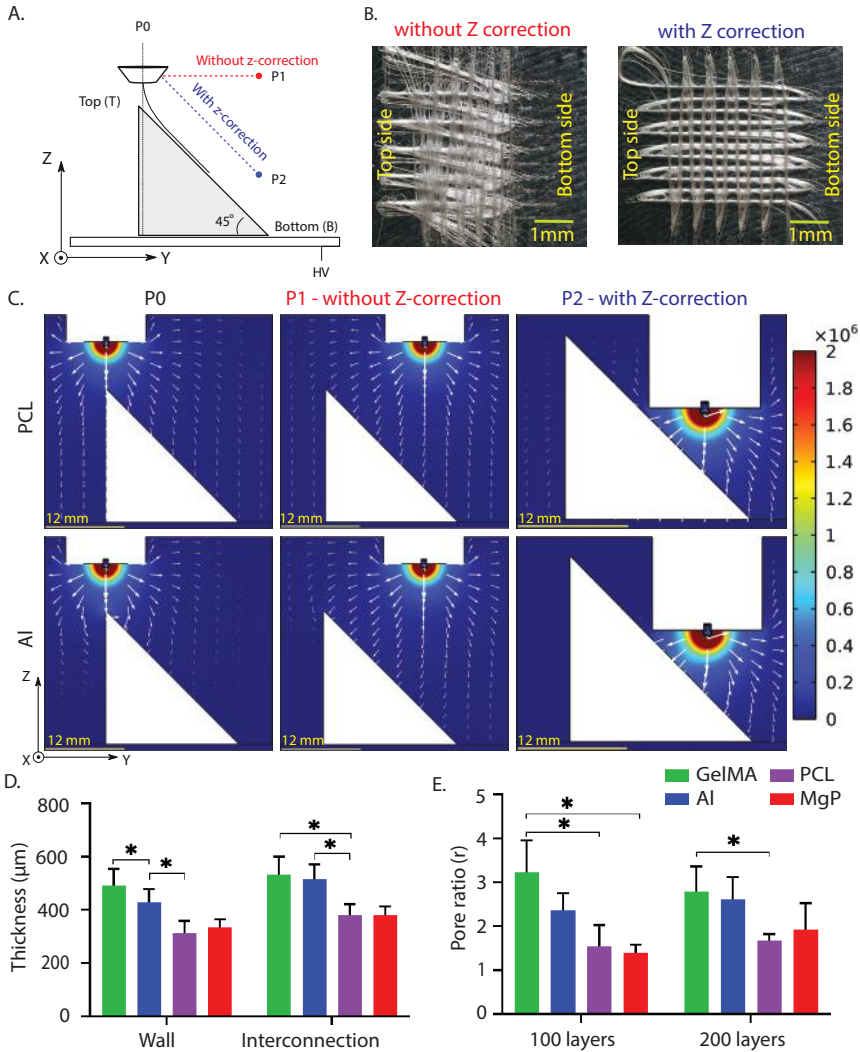 A.
P0
Without z-correction
P1
Top (T)
With z-correction
Z
P2
45°
Bottom (B)
X
Y
HV
B.
without Z correction
with Z correction
Top side
Bottom side
1mm
Top side
Bottom side
1mm
C.
P0
P1 - without Z-correction
P2 - with Z-correction
PCL
12 mm
12 mm
12 mm
×10⁶
2
1.8
1.6
1.4
1.2
1
0.8
0.6
0.4
0.2
0
Al
Z
12 mm
12 mm
12 mm
X
Y
D.
800
600
400
200
0
Thickness (µm)
*
*
*
*
Wall
Interconnection
E.
GelMA
PCL
Al
MgP
5
4
3
2
1
0
Pore ratio (r)
*
*
*
100 layers
200 layers